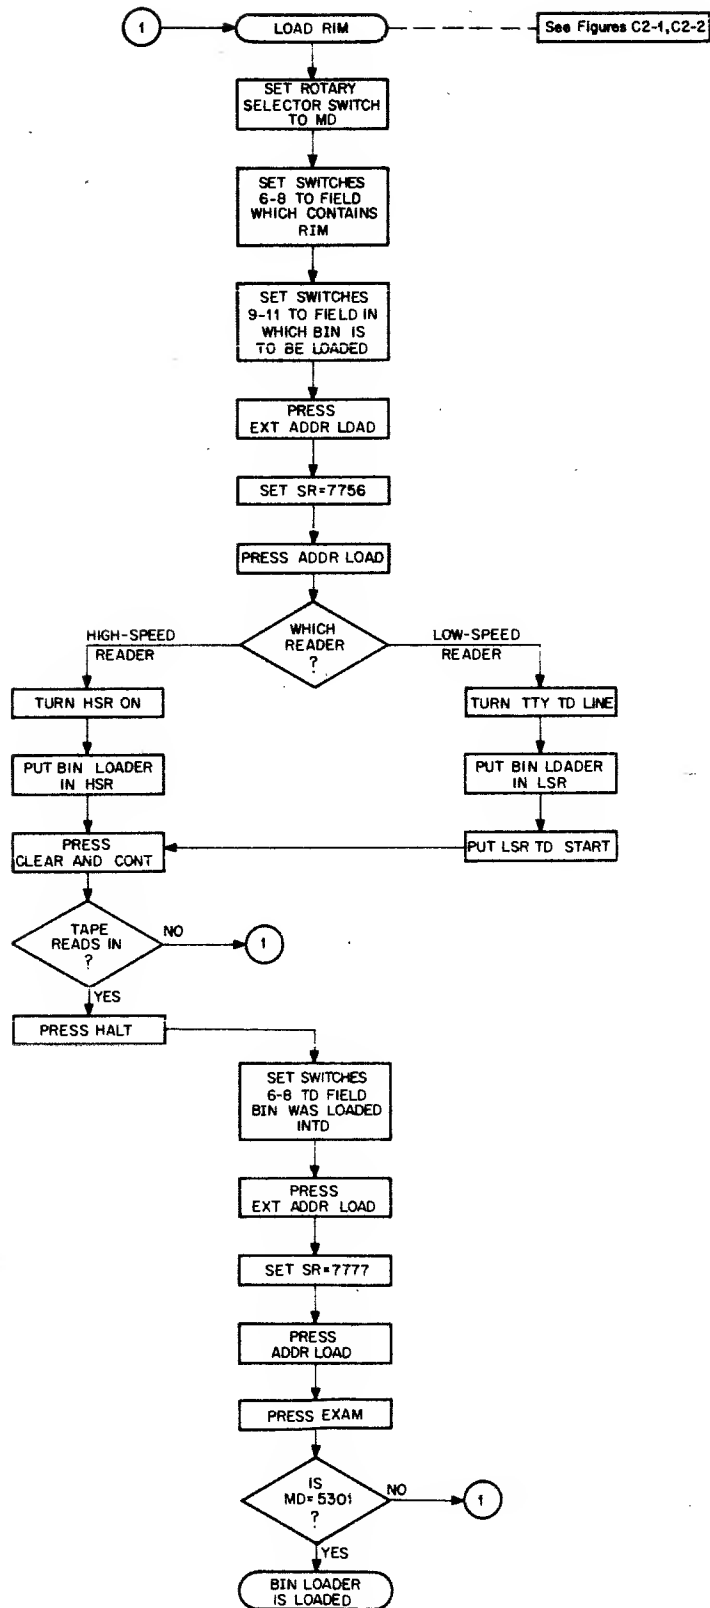 1
LOAD RIM
See Figures C2-1,C2-2
SET ROTARY
SELECTOR SWITCH
TO MD
SET SWITCHES
6-8 TO FIELD
WHICH CONTAINS
RIM
SET SWITCHES
9-11 TO FIELD IN
WHICH BIN IS
TO BE LOADED
PRESS
EXT ADDR LDAD
SET SR=7756
PRESS ADDR LOAD
WHICH
READER
?
HIGH-SPEED
READER
LOW-SPEED
READER
TURN HSR ON
TURN TTY TD LINE
PUT BIN LOADER
IN HSR
PUT BIN LDADER
IN LSR
PRESS
CLEAR AND CONT
PUT LSR TD START
TAPE
READS IN
?
NO
1
YES
PRESS HALT
SET SWITCHES
6-8 TD FIELD
BIN WAS LOADED
INTD
PRESS
EXT ADDR LOAD
SET SR=7777
PRESS
ADDR LOAD
PRESS EXAM
IS
MD=5301
?
NO
1
YES
BIN LOADER
IS LOADED